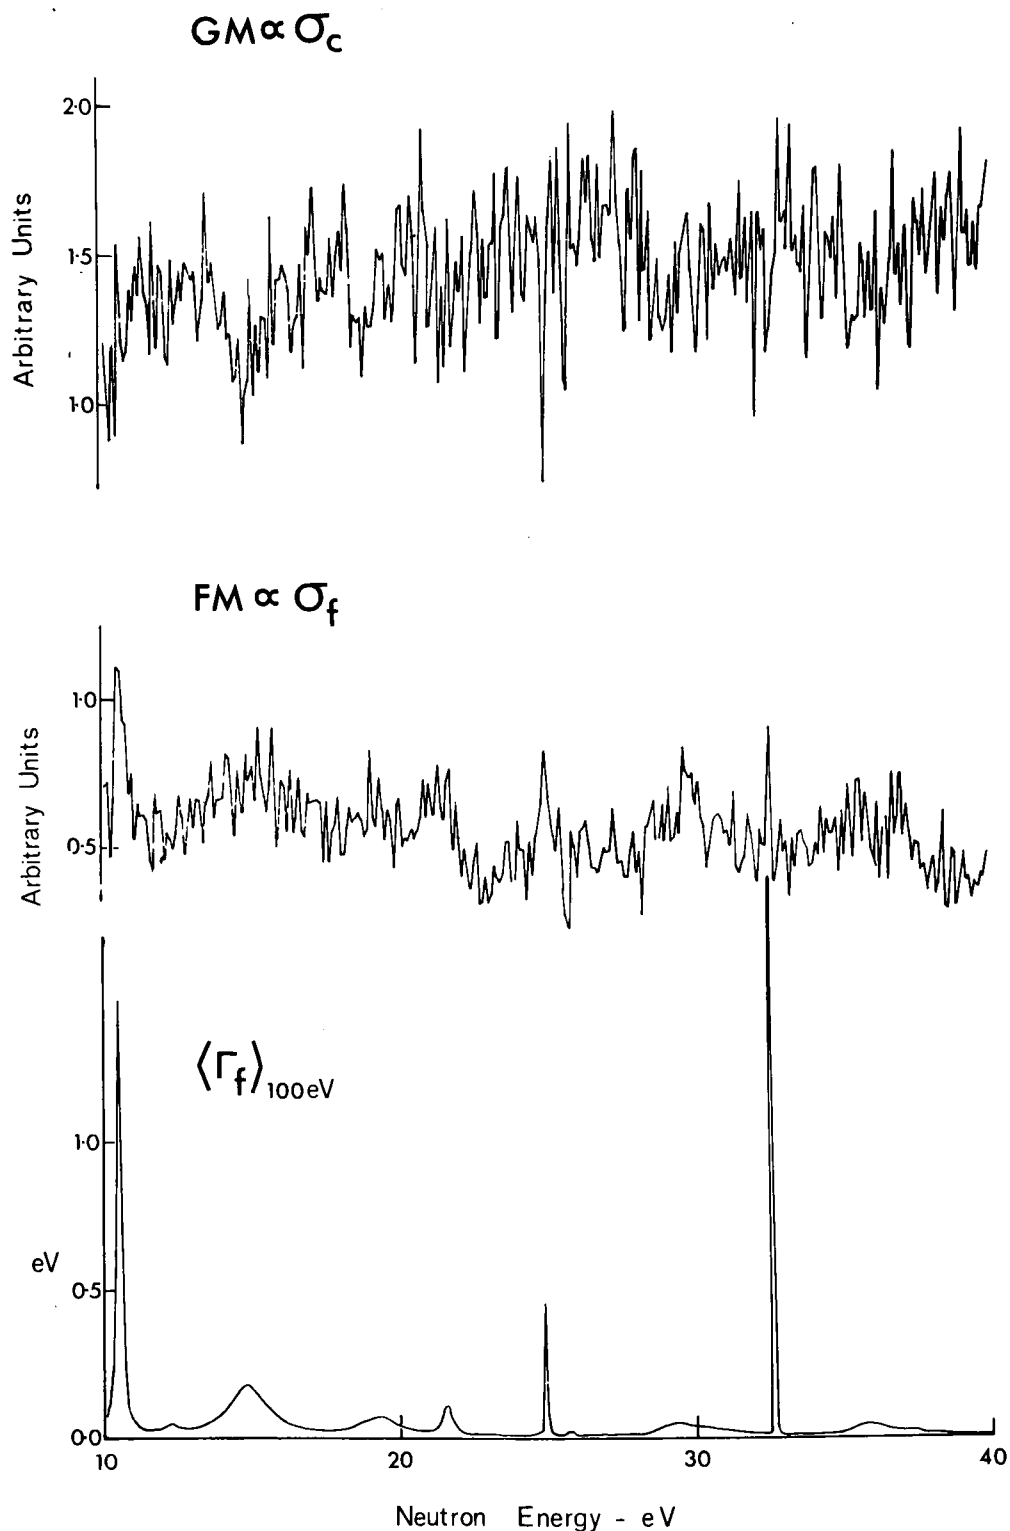 GM ∝ σc
2·0
1·5
1·0
Arbitrary Units
FM ∝ σf
1·0
0·5
Arbitrary Units
⟨Γf⟩100eV
1·0
eV
0·5
0·0
10
20
30
40
Neutron Energy - eV